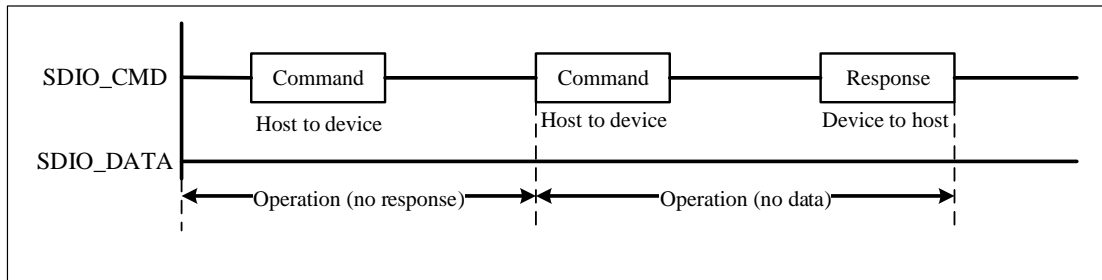 SDIO_CMD
Command
Command
Response
Host to device
Host to device
Device to host
SDIO_DATA
Operation (no response)
Operation (no data)